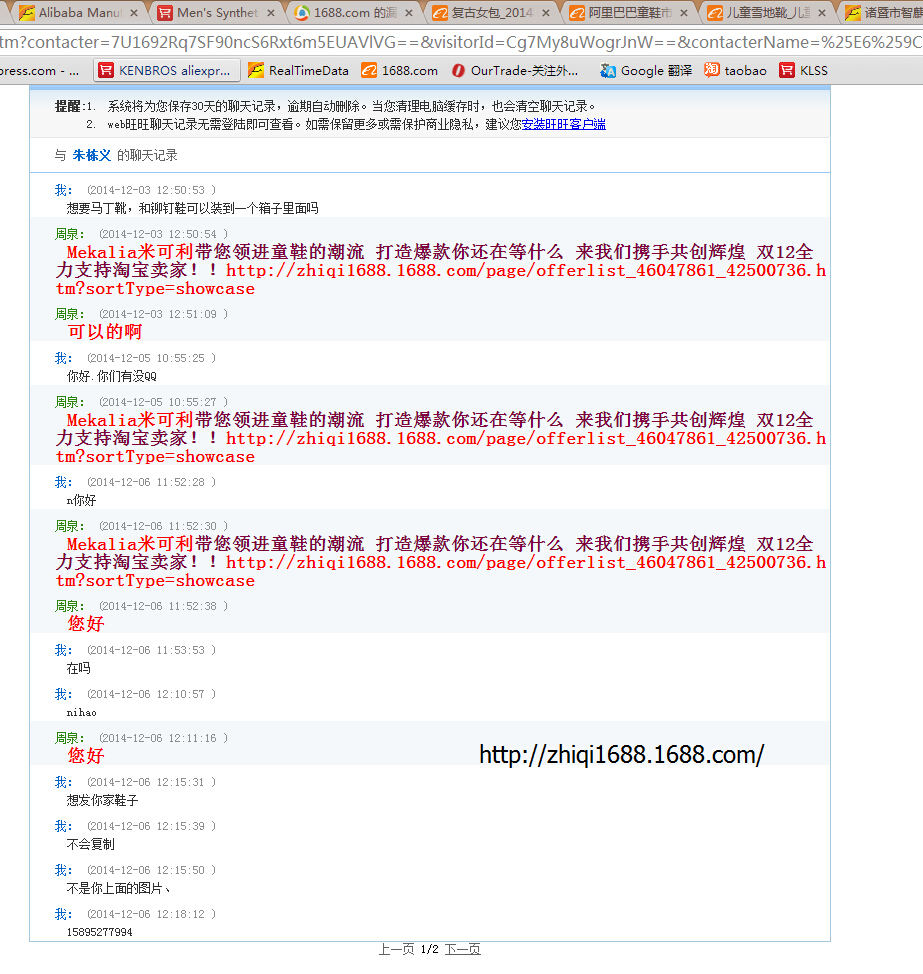 Alibaba Manuf
Men's Synthet
1688.com 的漏
复古女包_2014
阿里巴巴童鞋市
儿童雪地靴_儿
诸暨市智麒
tm?contacter=7U1692Rq7SF90ncS6Rxt6m5EUAVlVG==&visitorId=Cg7My8uWogrJnW==&contacterName=%25E6%259C
press.com - ...
KENBROS aliexpr...
RealTimeData
1688.com
OurTrade-关注外...
Google 翻译
taobao
KLSS
提醒:1. 系统将为您保存30天的聊天记录，逾期自动删除。当您清理电脑缓存时，也会清空聊天记录。
2. web旺旺聊天记录无需登陆即可查看。如需保留更多或需保护商业隐私，建议您安装旺旺客户端
与 朱栋义 的聊天记录
我： (2014-12-03 12:50:53 )
想要马丁靴，和铆钉鞋可以装到一个箱子里面吗
周泉： (2014-12-03 12:50:54 )
Mekalia米可利带您领进童鞋的潮流 打造爆款你还在等什么 来我们携手共创辉煌 双12全
力支持淘宝卖家！！http://zhiqi1688.1688.com/page/offerlist_46047861_42500736.h
tm?sortType=showcase
周泉： (2014-12-03 12:51:09 )
可以的啊
我： (2014-12-05 10:55:25 )
你好.你们有没QQ
周泉： (2014-12-05 10:55:27 )
Mekalia米可利带您领进童鞋的潮流 打造爆款你还在等什么 来我们携手共创辉煌 双12全
力支持淘宝卖家！！http://zhiqi1688.1688.com/page/offerlist_46047861_42500736.h
tm?sortType=showcase
我： (2014-12-06 11:52:28 )
n你好
周泉： (2014-12-06 11:52:30 )
Mekalia米可利带您领进童鞋的潮流 打造爆款你还在等什么 来我们携手共创辉煌 双12全
力支持淘宝卖家！！http://zhiqi1688.1688.com/page/offerlist_46047861_42500736.h
tm?sortType=showcase
周泉： (2014-12-06 11:52:38 )
您好
我： (2014-12-06 11:53:53 )
在吗
我： (2014-12-06 12:10:57 )
nihao
周泉： (2014-12-06 12:11:16 )
您好
http://zhiqi1688.1688.com/
我： (2014-12-06 12:15:31 )
想发你家鞋子
我： (2014-12-06 12:15:39 )
不会复制
我： (2014-12-06 12:15:50 )
不是你上面的图片、
我： (2014-12-06 12:18:12 )
15895277994
上一页 1/2 下一页